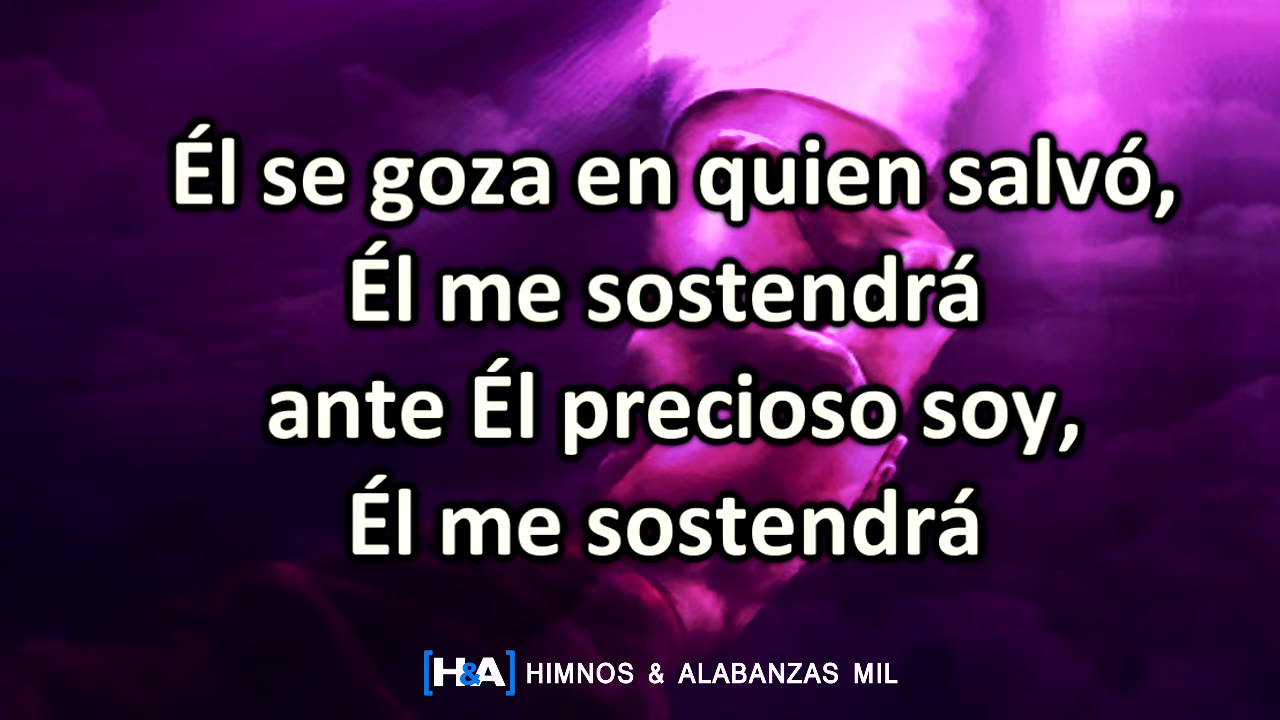 Él se goza en quien salvó,
Él me sostendrá
ante Él precioso soy,
Él me sostendrá
[H&A] HIMNOS & ALABANZAS MIL